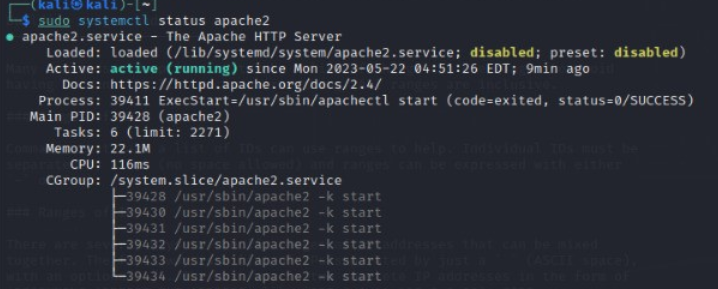 ┌──(kali㉿kali)-[~]
└─$ sudo systemctl status apache2
● apache2.service - The Apache HTTP Server
Loaded: loaded (/lib/systemd/system/apache2.service; disabled; preset: disabled)
Active: active (running) since Mon 2023-05-22 04:51:26 EDT; 9min ago
Docs: https://httpd.apache.org/docs/2.4/
Process: 39411 ExecStart=/usr/sbin/apachectl start (code=exited, status=0/SUCCESS)
Main PID: 39428 (apache2)
Tasks: 6 (limit: 2271)
Memory: 22.1M
CPU: 116ms
CGroup: /system.slice/apache2.service
├─39428 /usr/sbin/apache2 -k start
├─39430 /usr/sbin/apache2 -k start
├─39431 /usr/sbin/apache2 -k start
├─39432 /usr/sbin/apache2 -k start
├─39433 /usr/sbin/apache2 -k start
└─39434 /usr/sbin/apache2 -k start